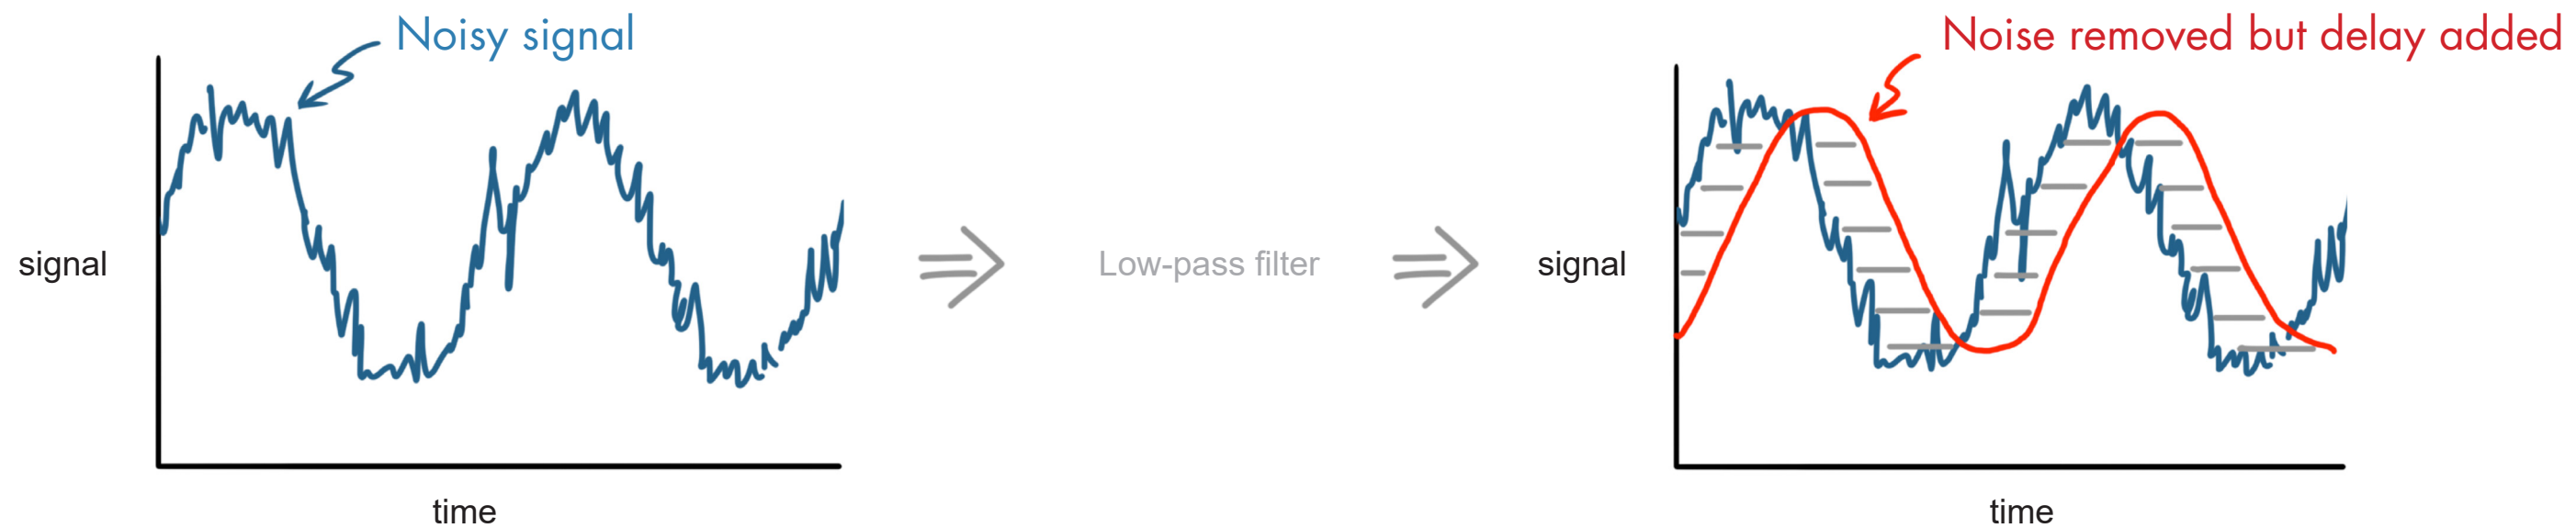 Noisy signal
signal
time
Low-pass filter
Noise removed but delay added
signal
time